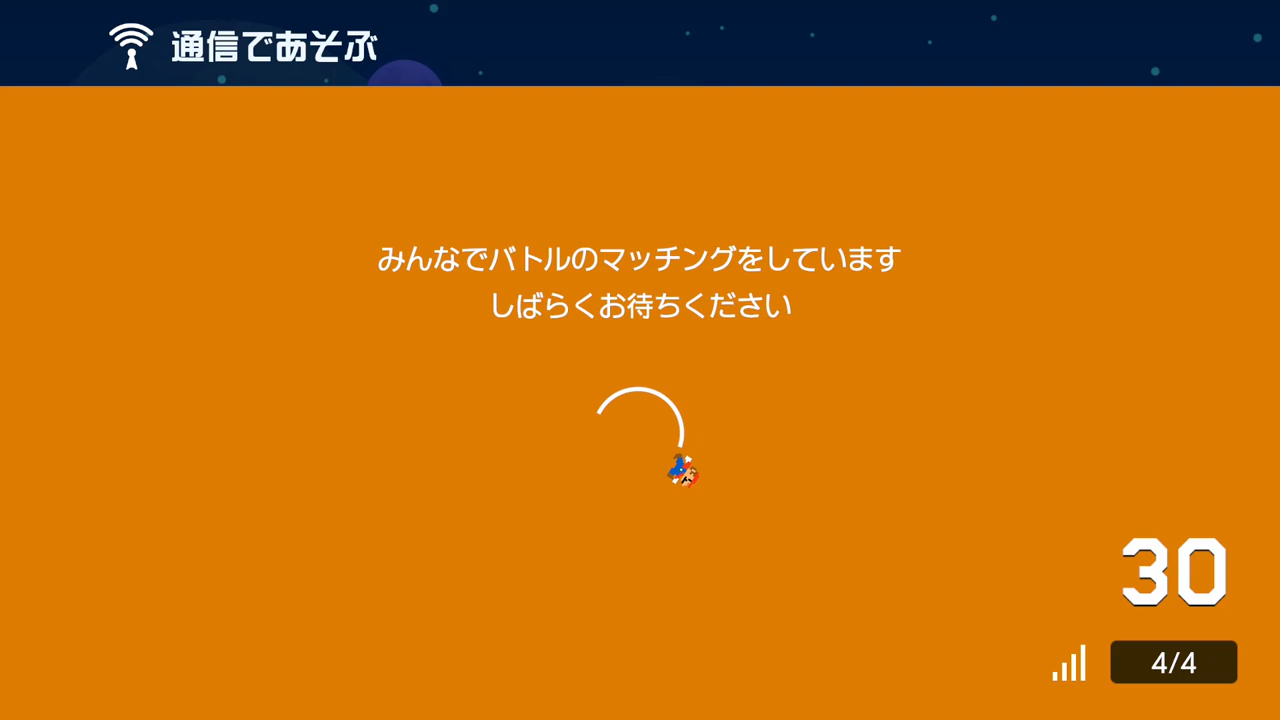 通信であそぶ
みんなでバトルのマッチングをしています
しばらくお待ちください
30
4/4